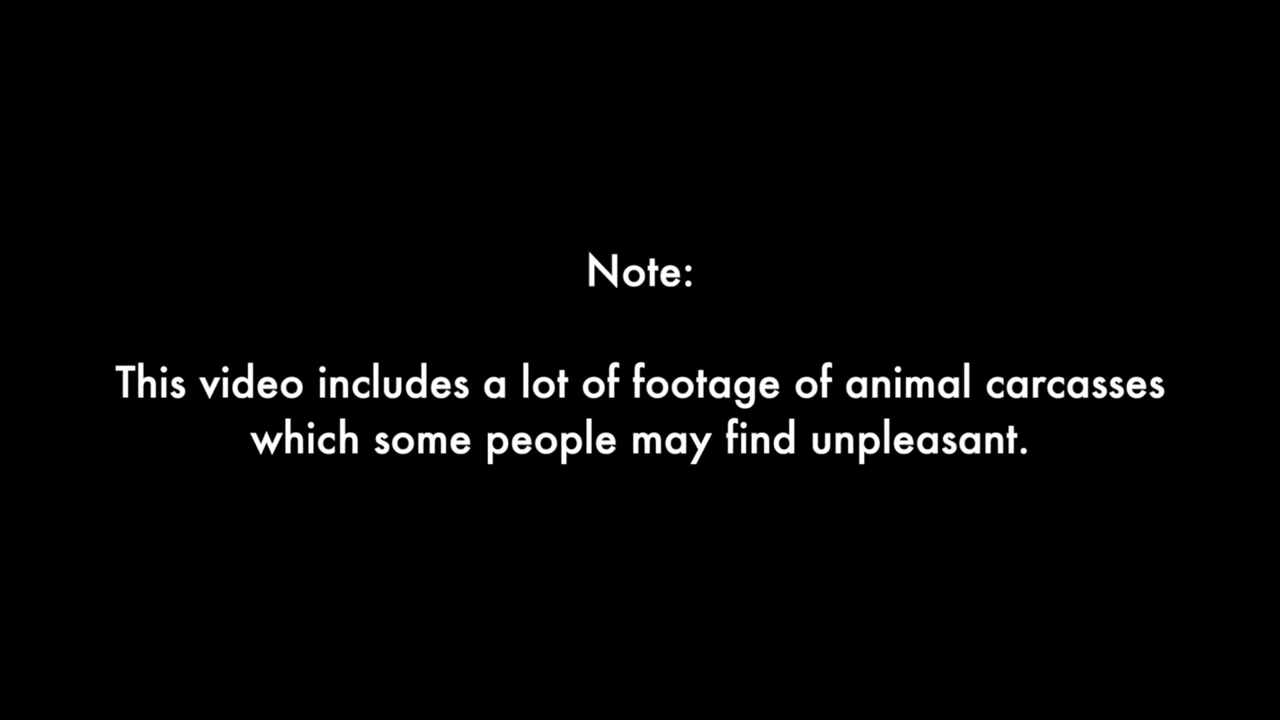 Note:
This video includes a lot of footage of animal carcasses
which some people may find unpleasant.